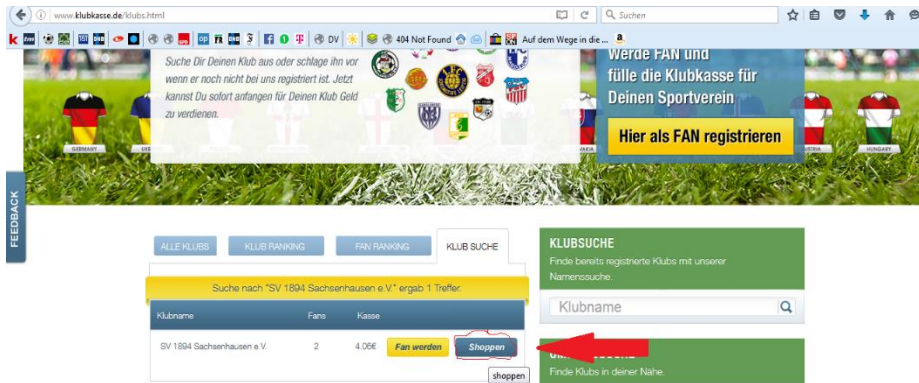 www.klubkasse.de/klubs.html
Suchen
DV
404 Not Found
Auf dem Wege in die ...
Suche Dir Deinen Klub aus oder schlage ihn vor
wenn er noch nicht bei uns registriert ist. Jetzt
kannst Du sofort anfangen für Deinen Klub Geld
zu verdienen.
Werde FAN und
fülle die Klubkasse für
Deinen Sportverein
Hier als FAN registrieren
GERMANY
HUNGARY
FEEDBACK
ALLE KLUBS
KLUB RANKING
FAN RANKING
KLUB SUCHE
Suche nach "SV 1894 Sachsenhausen e.V." ergab 1 Treffer.
Klubname
Fans
Kasse
SV 1894 Sachsenhausen e.V.
2
4.06€
Fan werden
Shoppen
shoppen
KLUBSUCHE
Finde bereits registrierte Klubs mit unserer
Namenssuche.
Klubname
Finde Klubs in deiner Nähe.